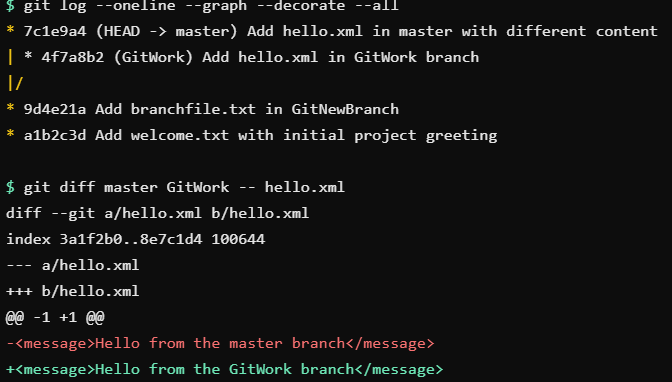 $ git log --oneline --graph --decorate --all
* 7c1e9a4 (HEAD -> master) Add hello.xml in master with different content
| * 4f7a8b2 (GitWork) Add hello.xml in GitWork branch
|/
* 9d4e21a Add branchfile.txt in GitNewBranch
* a1b2c3d Add welcome.txt with initial project greeting
$ git diff master GitWork -- hello.xml
diff --git a/hello.xml b/hello.xml
index 3a1f2b0..8e7c1d4 100644
--- a/hello.xml
+++ b/hello.xml
@@ -1 +1 @@
-<message>Hello from the master branch</message>
+<message>Hello from the GitWork branch</message>